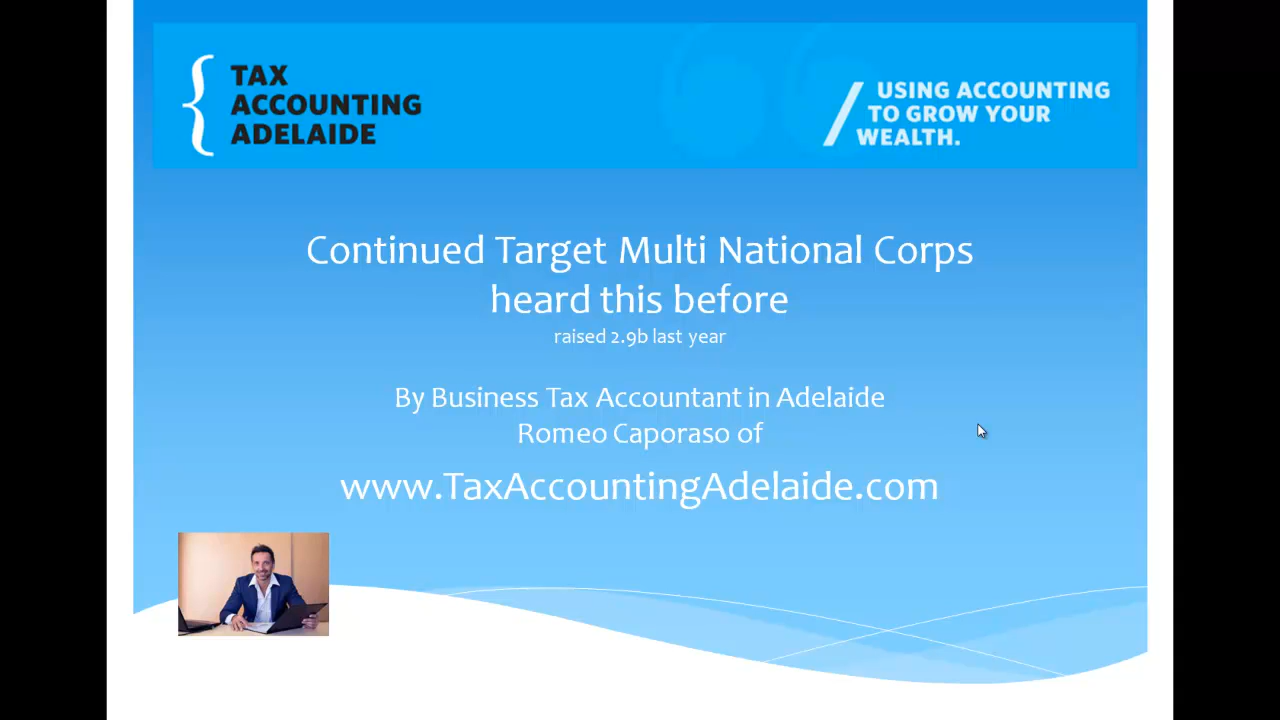 TAX
ACCOUNTING
ADELAIDE
USING ACCOUNTING
TO GROW YOUR
WEALTH.
Continued Target Multi National Corps
heard this before
raised 2.9b last year
By Business Tax Accountant in Adelaide
Romeo Caporaso of
www.TaxAccountingAdelaide.com